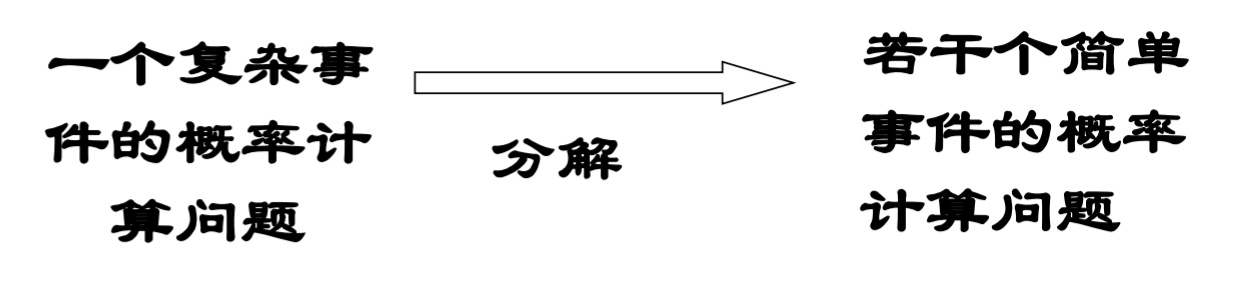 一个复杂事
件的概率计
算问题
分解
若干个简单
事件的概率
计算问题